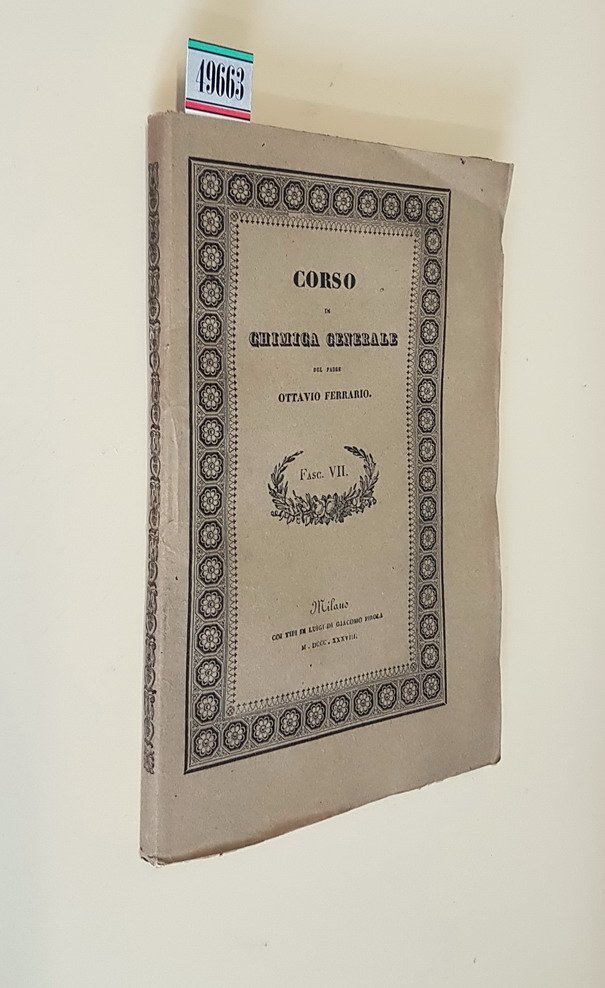 49663
CORSO
DI
CHIMICA GENERALE
DEL PADRE
OTTAVIO FERRARIO.
FASC. VII.
Milano
COI TIPI DI LUIGI DI GIACOMO PIROLA
M. DCCC. XXXVIII.